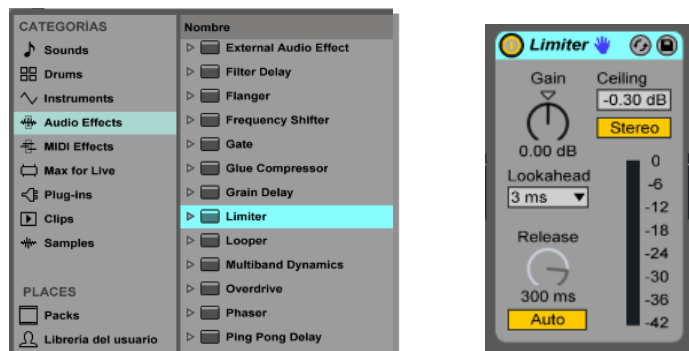 CATEGORÍAS
Sounds
Drums
Instruments
Audio Effects
MIDI Effects
Max for Live
Plug-ins
Clips
Samples
PLACES
Packs
Librería del usuario
Nombre
External Audio Effect
Filter Delay
Flanger
Frequency Shifter
Gate
Glue Compressor
Grain Delay
Limiter
Looper
Multiband Dynamics
Overdrive
Phaser
Ping Pong Delay
Limiter
Gain
0.00 dB
Lookahead
3 ms
Release
300 ms
Auto
Ceiling
-0.30 dB
Stereo
0
-6
-12
-18
-24
-30
-36
-42